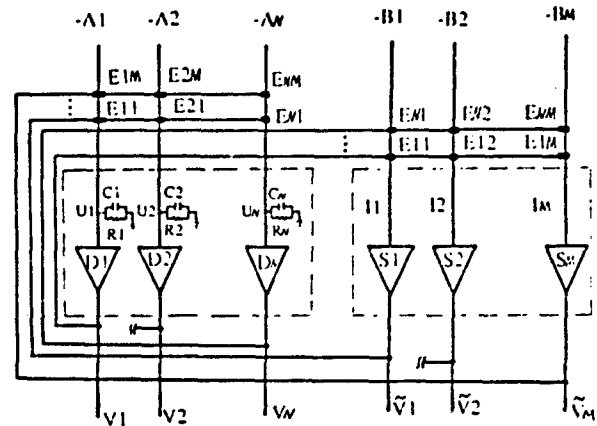 -A1 -A2 -AN -B1 -B2 -BM
E1M E2M ENM
E11 E21 EN1 EN1 EN2 ENM
E11 E12 E1M
C1 C2 CN
U1 U2 UN I1 I2 IM
R1 R2 RN
D1 D2 DN S1 S2 SM
V1 V2 VN Ṽ1 Ṽ2 ṼM